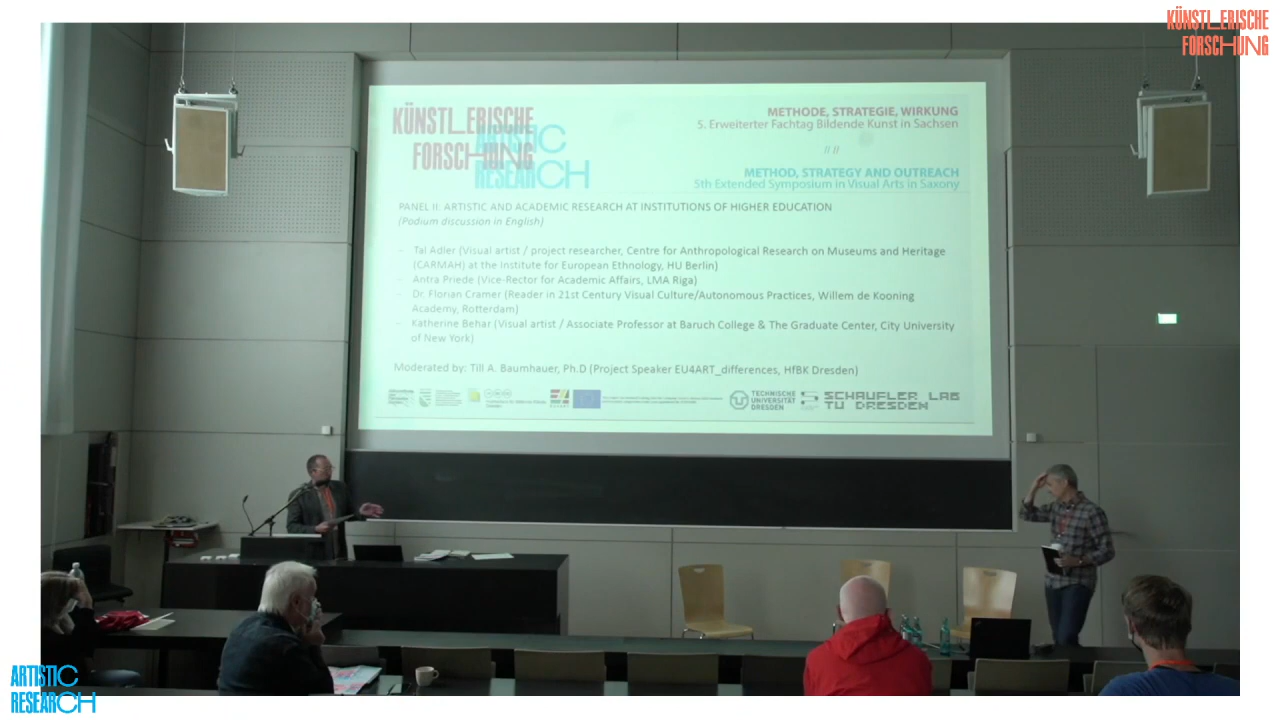 KÜNSTL_ERISCHE
FORSCHUNG
KÜNSTL_ERISCHE
FORSCHUNG
ARTISTIC
RESEARCH
METHODE, STRATEGIE, WIRKUNG
5. Erweiterter Fachtag Bildende Kunst in Sachsen
// //
METHOD, STRATEGY AND OUTREACH
5th Extended Symposium in Visual Arts in Saxony
PANEL II: ARTISTIC AND ACADEMIC RESEARCH AT INSTITUTIONS OF HIGHER EDUCATION
(Podium discussion in English)
- Tal Adler (Visual artist / project researcher, Centre for Anthropological Research on Museums and Heritage
(CARMAH) at the Institute for European Ethnology, HU Berlin)
- Antra Priede (Vice-Rector for Academic Affairs, LMA Riga)
- Dr. Florian Cramer (Reader in 21st Century Visual Culture/Autonomous Practices, Willem de Kooning
Academy, Rotterdam)
- Katherine Behar (Visual artist / Associate Professor at Baruch College & The Graduate Center, City University
of New York)
Moderated by: Till A. Baumhauer, Ph.D (Project Speaker EU4ART_differences, HfBK Dresden)
TECHNISCHE
UNIVERSITÄT
DRESDEN
SCHAUFLER LAB
TU DRESDEN
ARTISTIC
RESEARCH